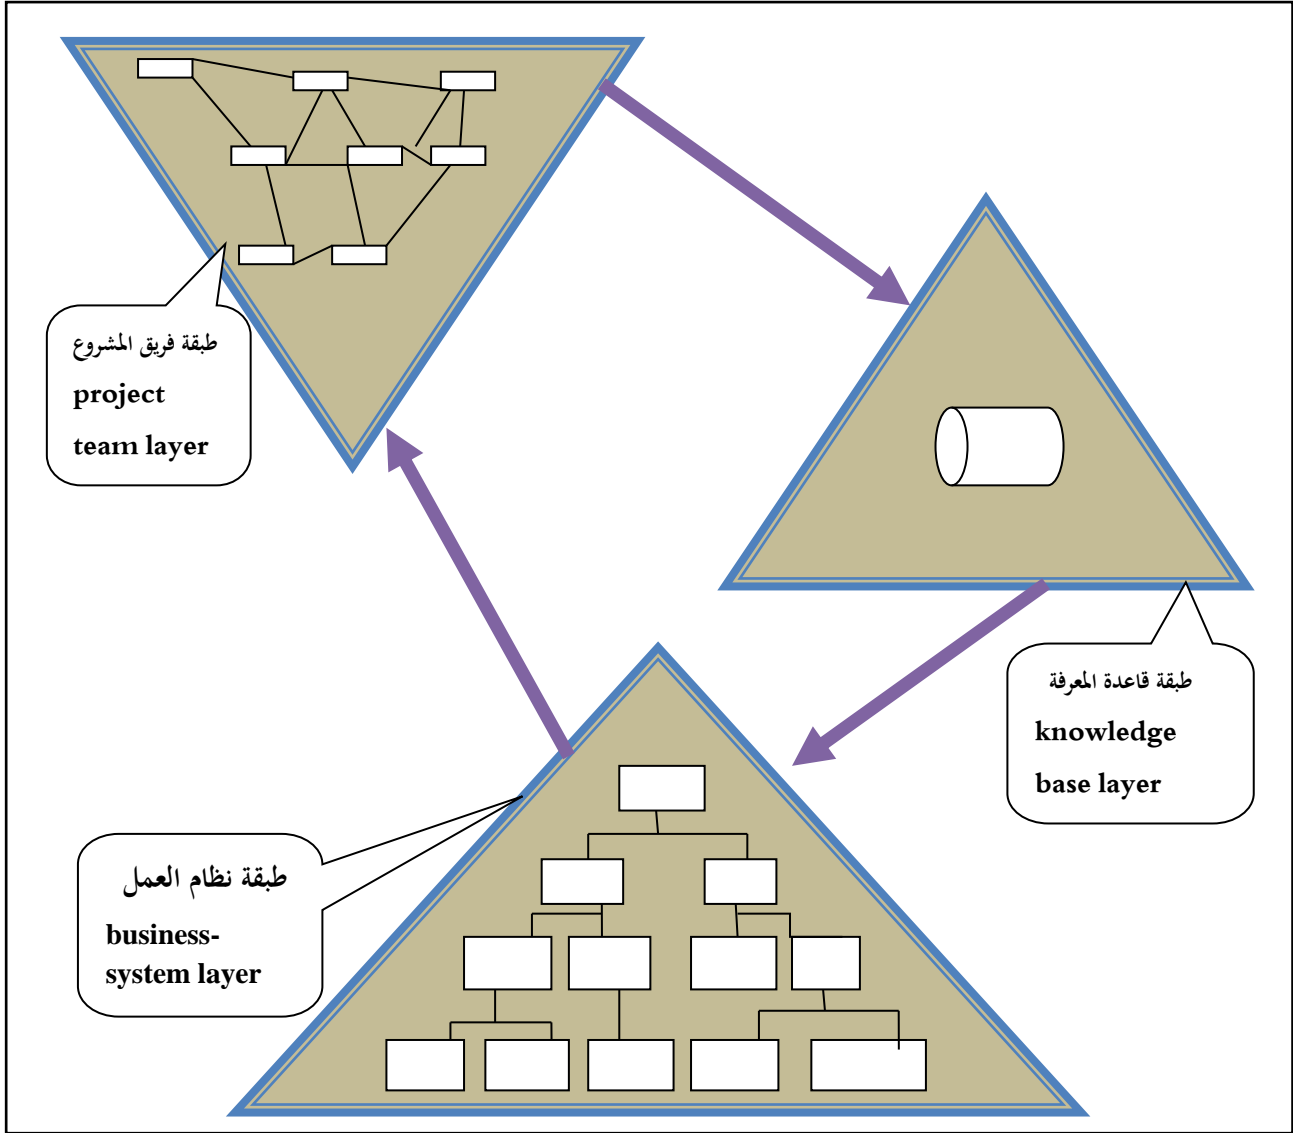 طبقة فريق المشروع
project
team layer
طبقة قاعدة المعرفة
knowledge
base layer
طبقة نظام العمل
business-
system layer